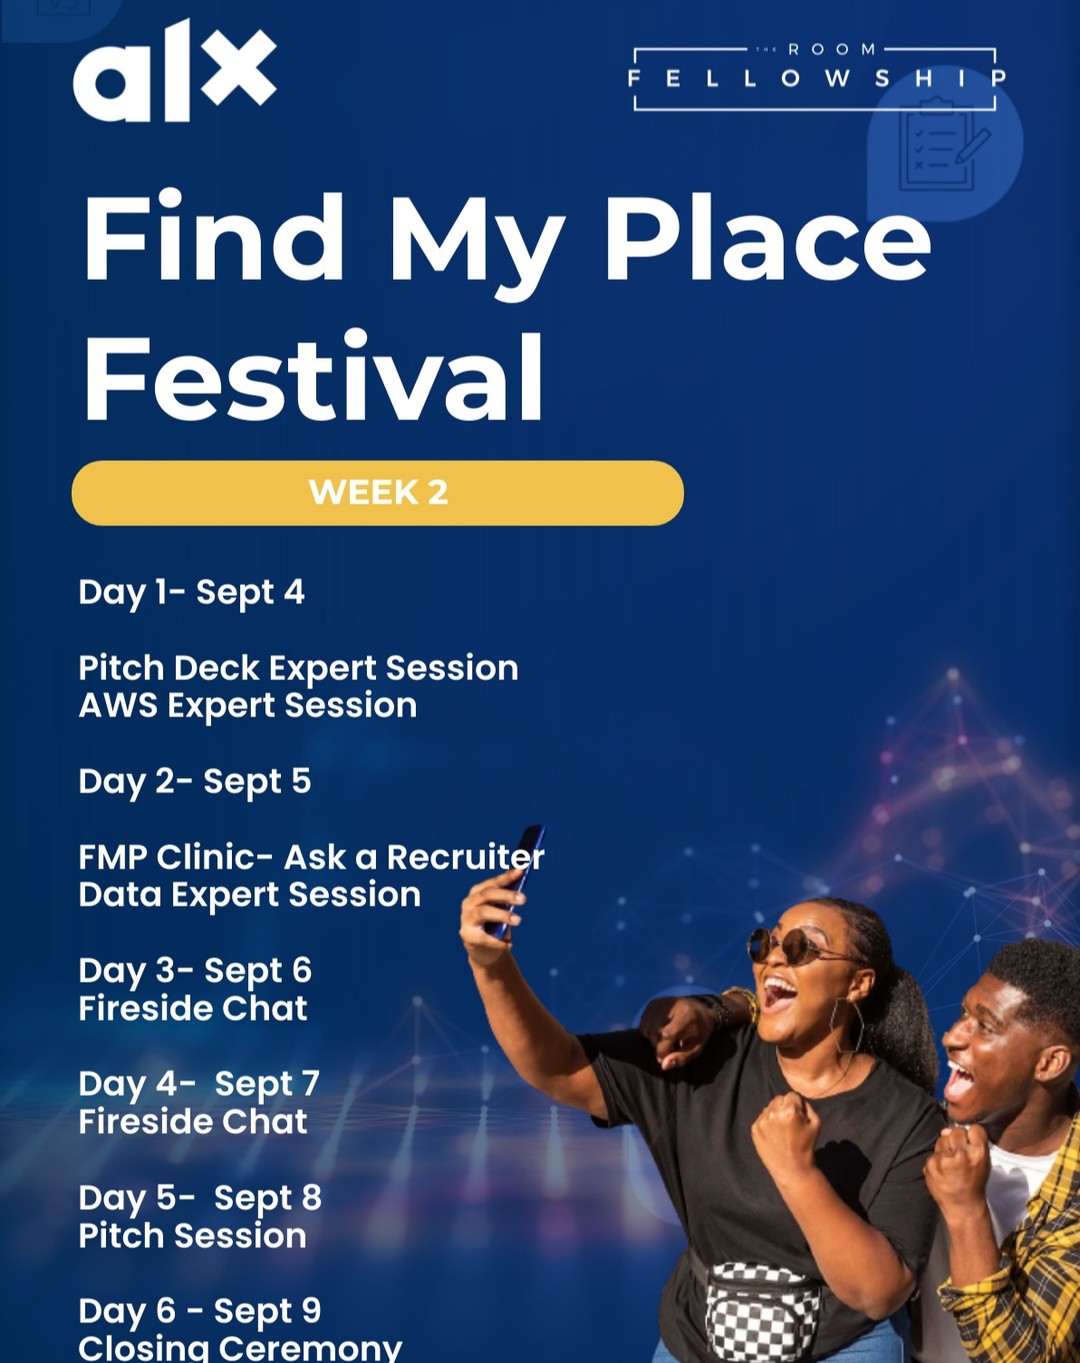 alx
THE ROOM
FELLOWSHIP
Find My Place
Festival
WEEK 2
Day 1- Sept 4
Pitch Deck Expert Session
AWS Expert Session
Day 2- Sept 5
FMP Clinic- Ask a Recruiter
Data Expert Session
Day 3- Sept 6
Fireside Chat
Day 4- Sept 7
Fireside Chat
Day 5- Sept 8
Pitch Session
Day 6 - Sept 9
Closing Ceremony